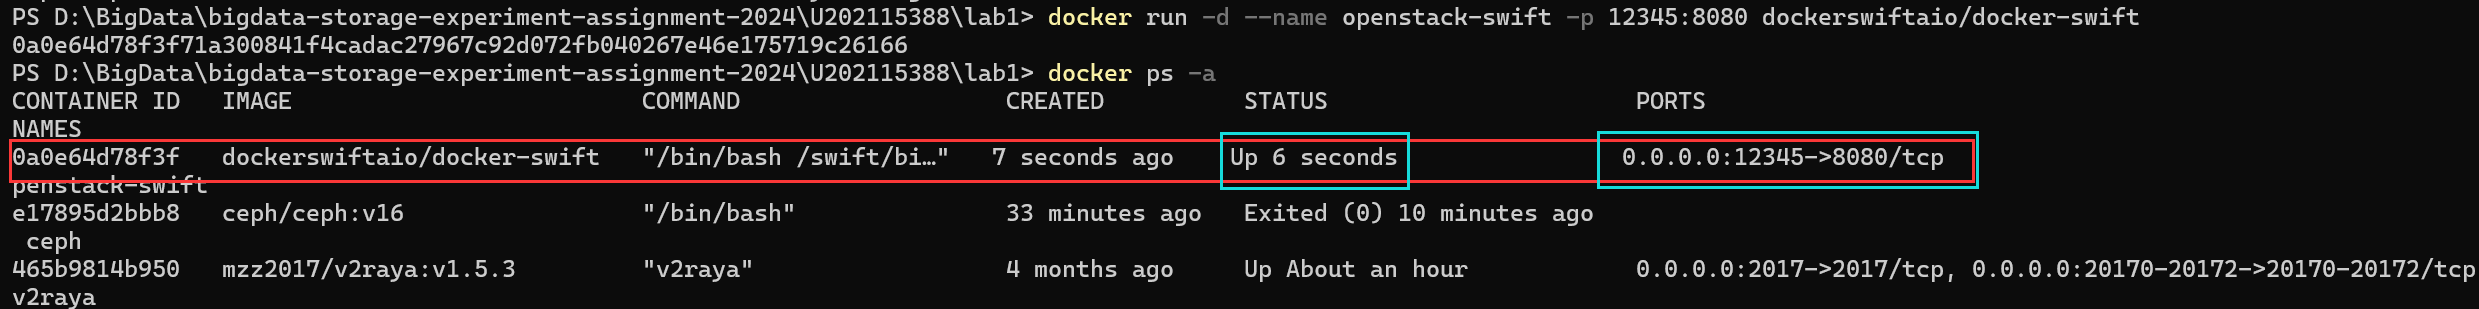 PS D:\BigData\bigdata-storage-experiment-assignment-2024\U202115388\lab1> docker run -d --name openstack-swift -p 12345:8080 dockerswiftaio/docker-swift
0a0e64d78f3f71a300841f4cadac27967c92d072fb040267e46e175719c26166
PS D:\BigData\bigdata-storage-experiment-assignment-2024\U202115388\lab1> docker ps -a
CONTAINER ID   IMAGE                         COMMAND                   CREATED          STATUS                      PORTS
NAMES
0a0e64d78f3f   dockerswiftaio/docker-swift   "/bin/bash /swift/bi…"   7 seconds ago    Up 6 seconds                0.0.0.0:12345->8080/tcp
penstack-swift
e17895d2bbb8   ceph/ceph:v16                 "/bin/bash"               33 minutes ago   Exited (0) 10 minutes ago
 ceph
465b9814b950   mzz2017/v2raya:v1.5.3         "v2raya"                  4 months ago     Up About an hour            0.0.0.0:2017->2017/tcp, 0.0.0.0:20170-20172->20170-20172/tcp
v2raya